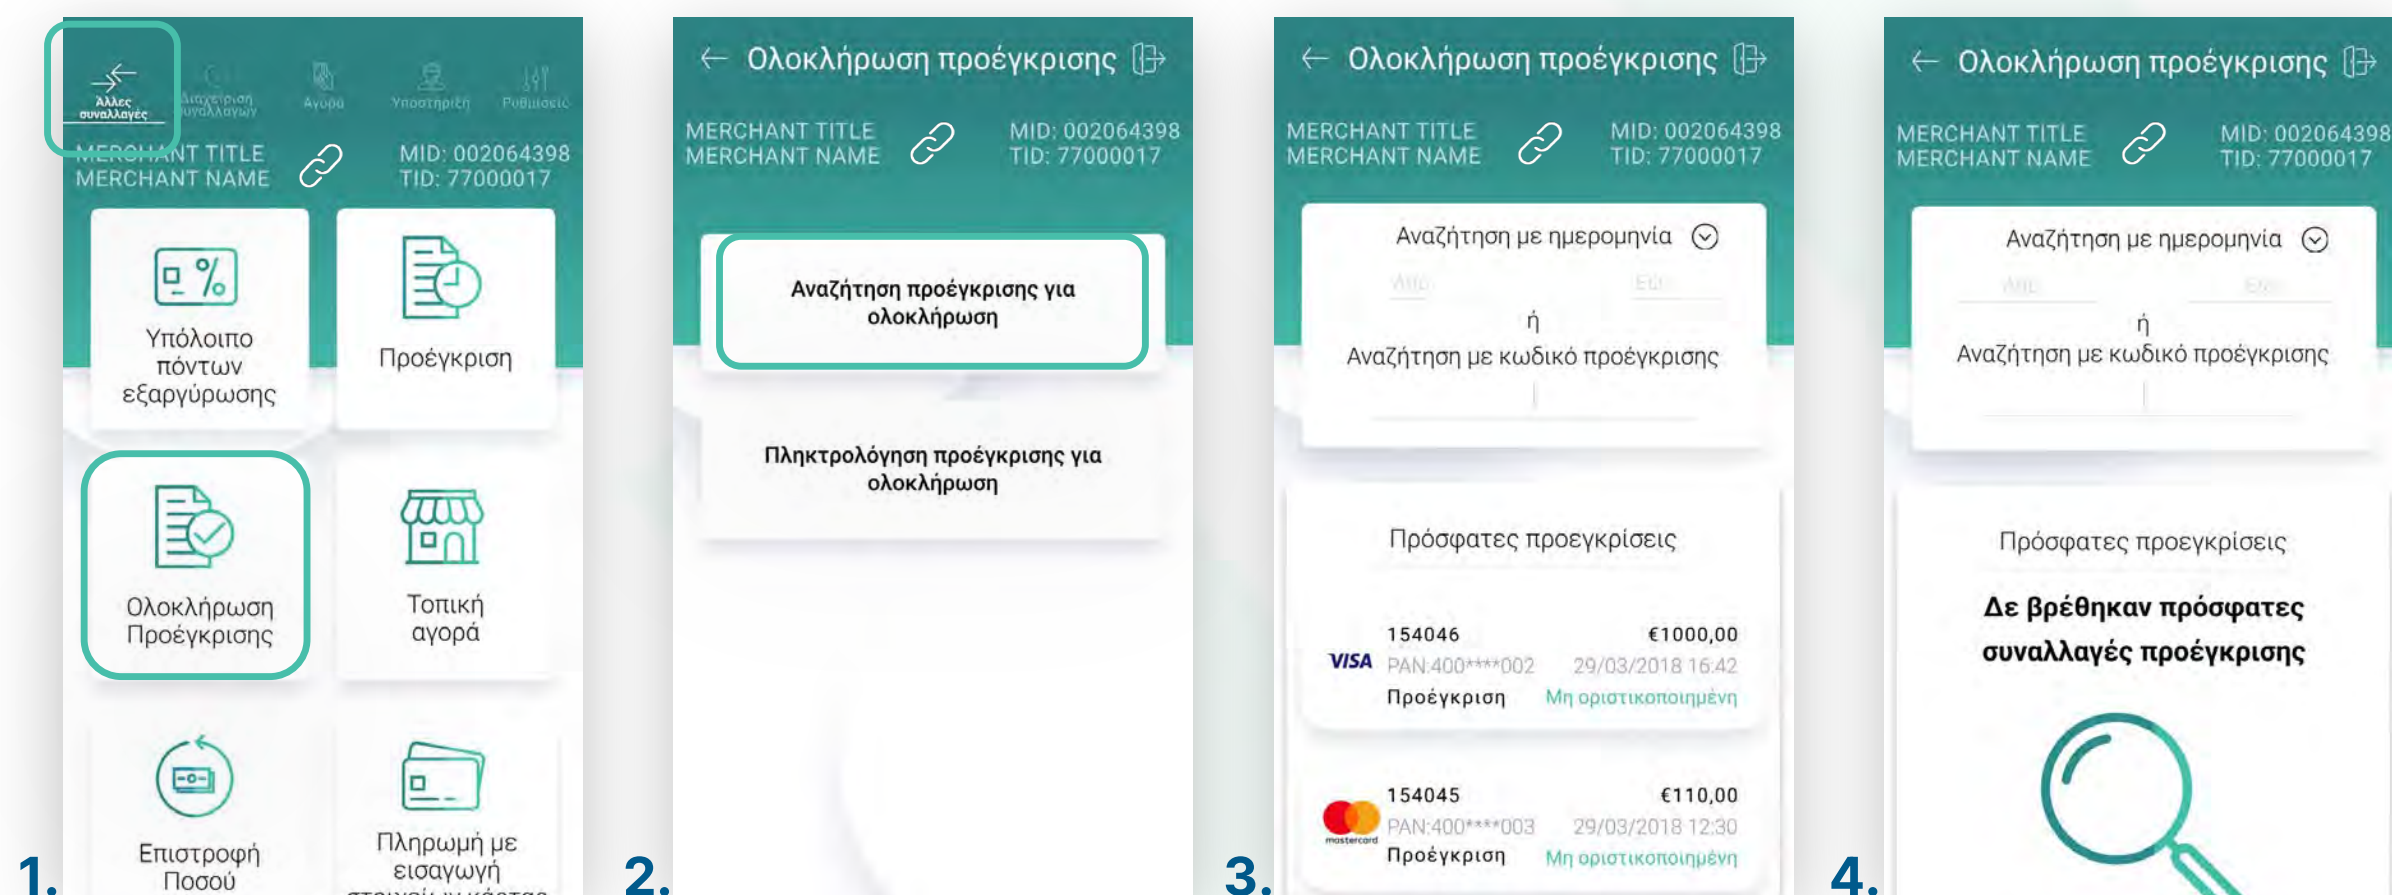 Άλλες
συναλλαγές
Διαχείριση
συναλλαγών
Αγορά
Υποστήριξη
Ρυθμίσεις
MERCHANT TITLE
MERCHANT NAME
MID: 002064398
TID: 77000017
Υπόλοιπο
πόντων
εξαργύρωσης
Προέγκριση
Ολοκλήρωση
Προέγκρισης
Τοπική
αγορά
Επιστροφή
Ποσού
Πληρωμή με
εισαγωγή
στοιχείων κάρτας
1.
Ολοκλήρωση προέγκρισης
MERCHANT TITLE
MERCHANT NAME
MID: 002064398
TID: 77000017
Αναζήτηση προέγκρισης για
ολοκλήρωση
Πληκτρολόγηση προέγκρισης για
ολοκλήρωση
2.
Ολοκλήρωση προέγκρισης
MERCHANT TITLE
MERCHANT NAME
MID: 002064398
TID: 77000017
Αναζήτηση με ημερομηνία
ή
Αναζήτηση με κωδικό προέγκρισης
Πρόσφατες προεγκρίσεις
154046 €1000,00
VISA PAN:400****002 29/03/2018 16:42
Προέγκριση Μη οριστικοποιημένη
154045 €110,00
mastercard PAN:400****003 29/03/2018 12:30
Προέγκριση Μη οριστικοποιημένη
3.
Ολοκλήρωση προέγκρισης
MERCHANT TITLE
MERCHANT NAME
MID: 002064398
TID: 77000017
Αναζήτηση με ημερομηνία
ή
Αναζήτηση με κωδικό προέγκρισης
Πρόσφατες προεγκρίσεις
Δε βρέθηκαν πρόσφατες
συναλλαγές προέγκρισης
4.